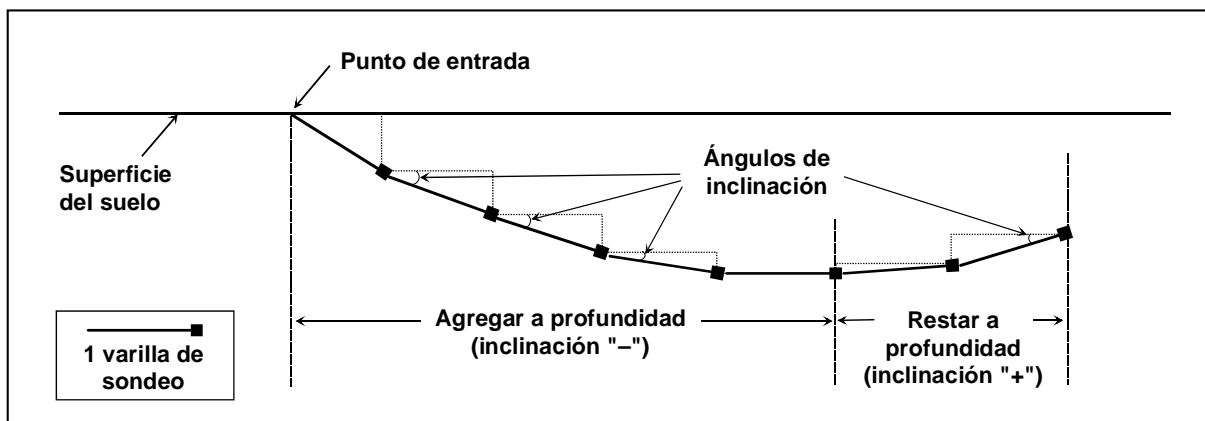 Punto de entrada
Superficie
del suelo
Ángulos de
inclinación
Agregar a profundidad
(inclinación "–")
Restar a
profundidad
(inclinación "+")
1 varilla de
sondeo